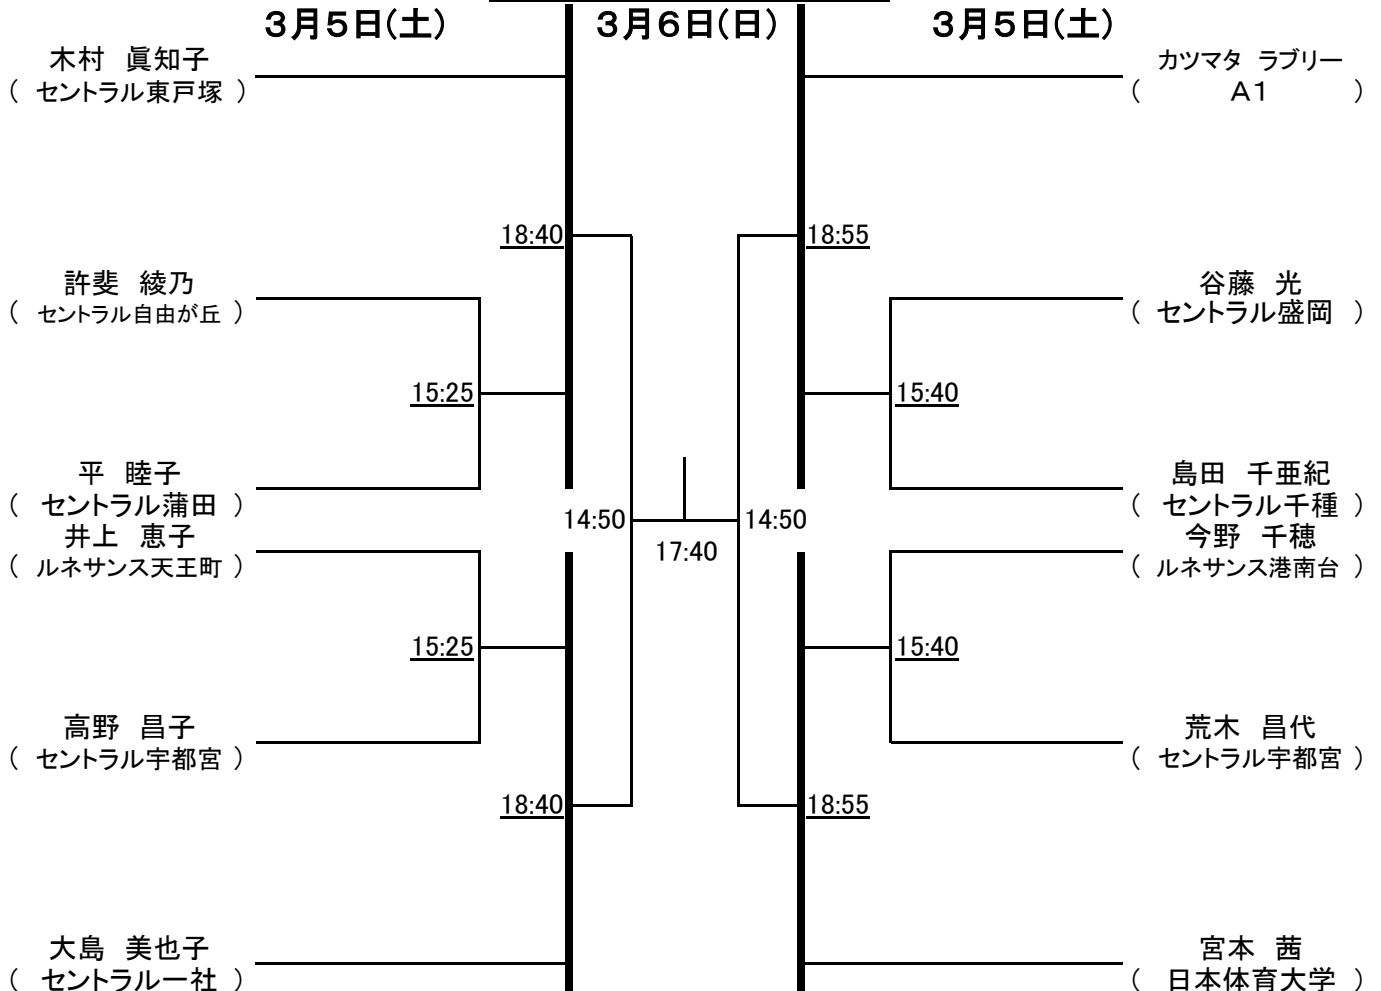 3月5日(土) 3月6日(日) 3月5日(土)
木村 眞知子
( セントラル東戸塚 )
カツマタ ラブリー
( A1 )
18:40 18:55
許斐 綾乃
( セントラル自由が丘 )
谷藤 光
( セントラル盛岡 )
15:25 15:40
平 睦子
( セントラル蒲田 )
島田 千亜紀
( セントラル千種 )
14:50 14:50
17:40
井上 恵子
( ルネサンス天王町 )
今野 千穂
( ルネサンス港南台 )
15:25 15:40
高野 昌子
( セントラル宇都宮 )
荒木 昌代
( セントラル宇都宮 )
18:40 18:55
大島 美也子
( セントラル一社 )
宮本 茜
( 日本体育大学 )